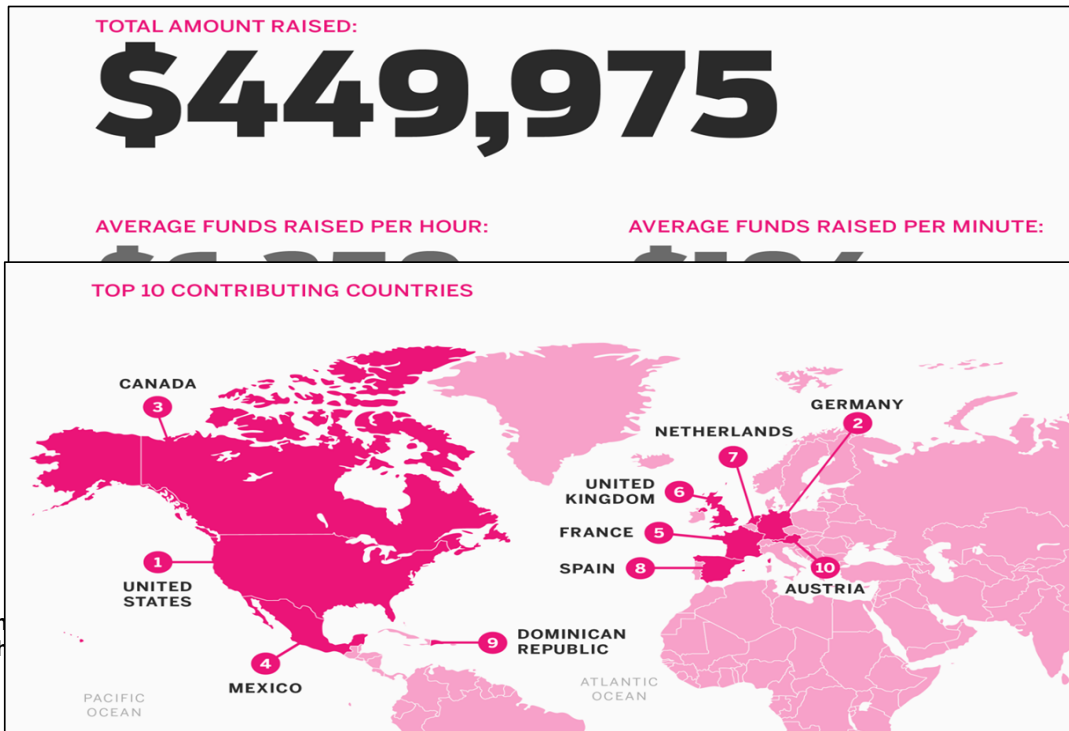 TOTAL AMOUNT RAISED:
$449,975
AVERAGE FUNDS RAISED PER HOUR:
AVERAGE FUNDS RAISED PER MINUTE:
TOP 10 CONTRIBUTING COUNTRIES
CANADA
3
GERMANY
2
NETHERLANDS
7
UNITED
KINGDOM
6
FRANCE
5
SPAIN
8
10
AUSTRIA
1
UNITED
STATES
9
DOMINICAN
REPUBLIC
4
MEXICO
PACIFIC
OCEAN
ATLANTIC
OCEAN